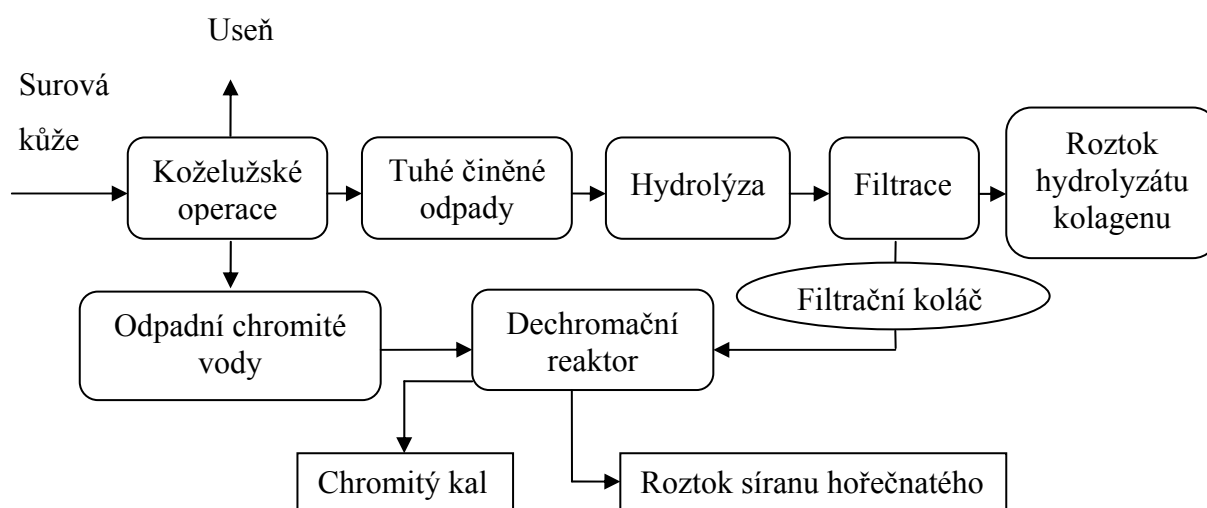 Useň
Surová
kůže
Koželužské
operace
Tuhé činěné
odpady
Hydrolýza
Filtrace
Roztok
hydrolyzátu
kolagenu
Filtrační koláč
Odpadní chromité
vody
Dechromační
reaktor
Chromitý kal
Roztok síranu hořečnatého